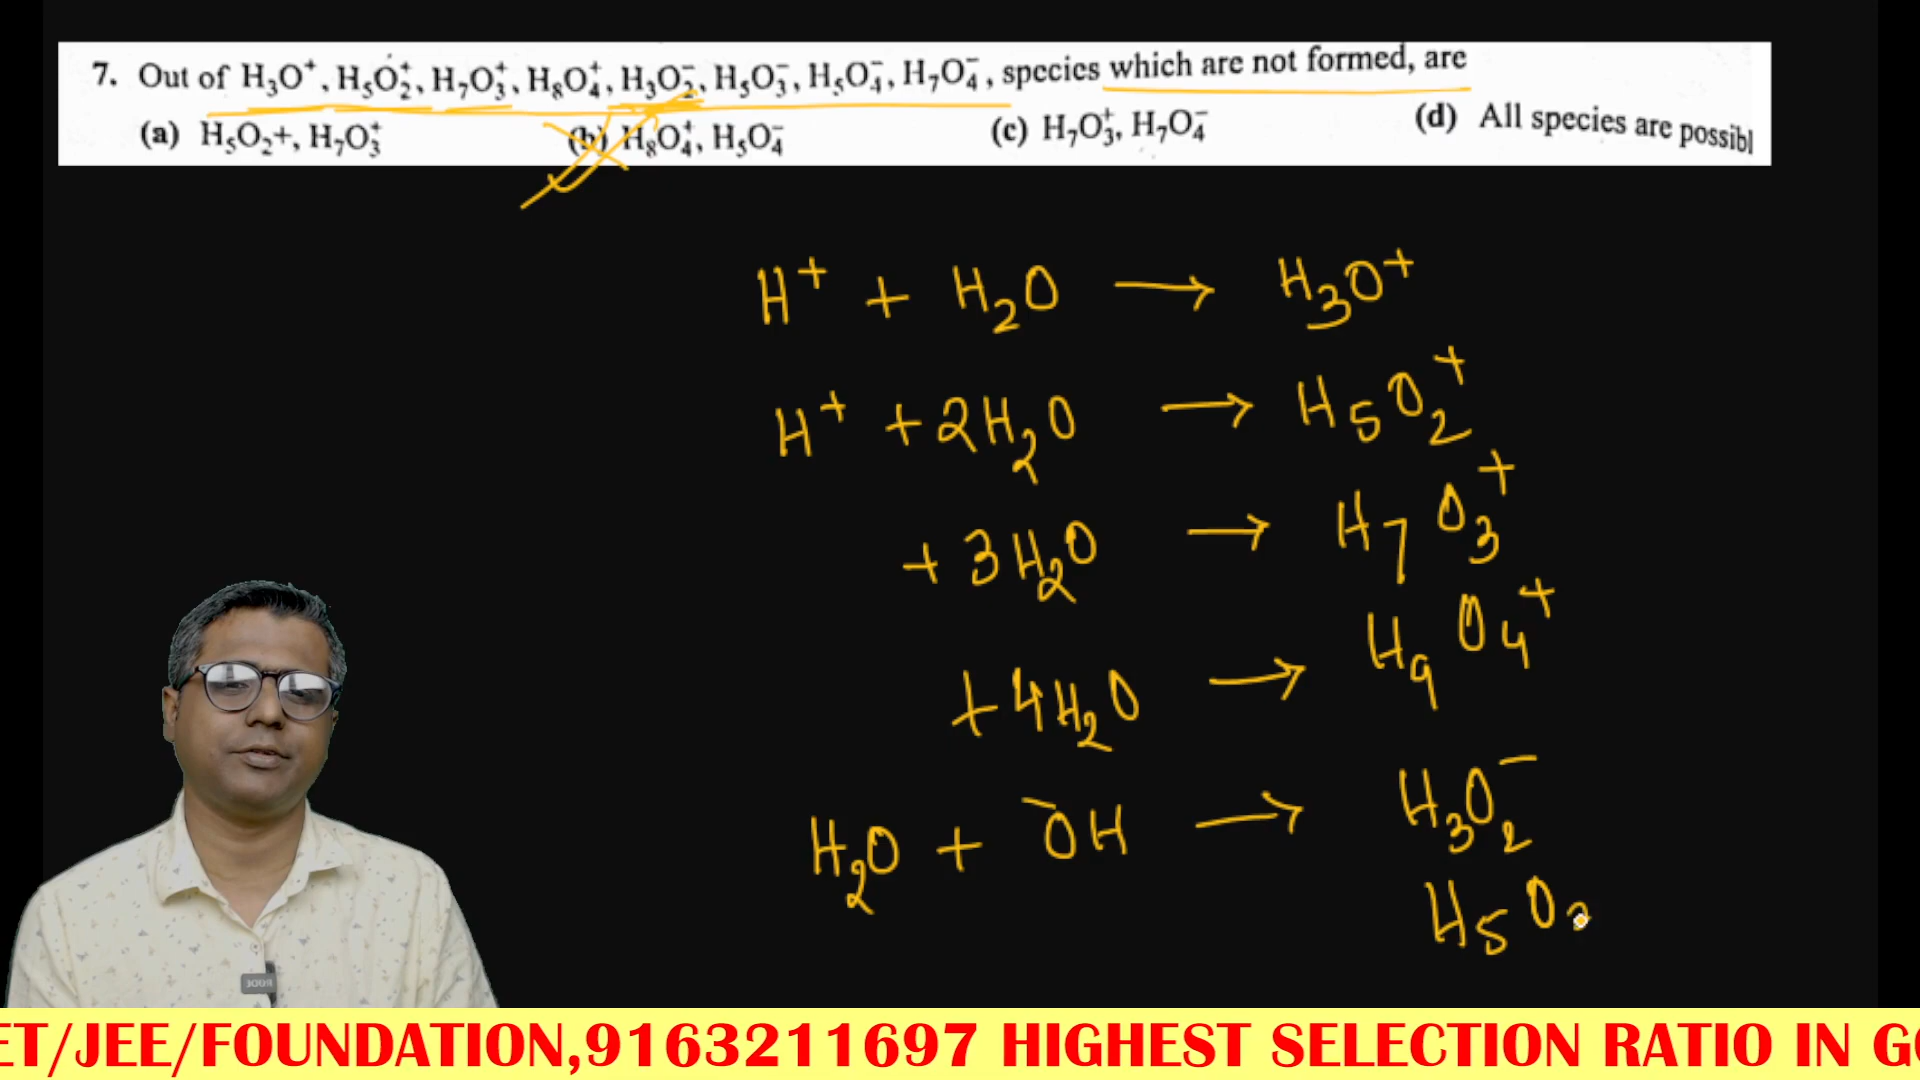 7. Out of H₃O⁺, H₅O₂⁺, H₇O₃⁺, H₈O₄⁺, H₃O₂⁻, H₅O₃⁻, H₅O₄⁻, H₇O₄⁻, species which are not formed, are
(a) H₅O₂+, H₇O₃⁺ (b) H₈O₄⁺, H₅O₄⁻ (c) H₇O₃⁺, H₇O₄⁻ (d) All species are possibl
H⁺ + H₂O → H₃O⁺
H⁺ + 2H₂O → H₅O₂⁺
+ 3H₂O → H₇O₃⁺
+ 4H₂O → H₉O₄⁺
H₂O + ⁻OH → H₃O₂⁻
H₅O
RODE
ET/JEE/FOUNDATION,9163211697 HIGHEST SELECTION RATIO IN G